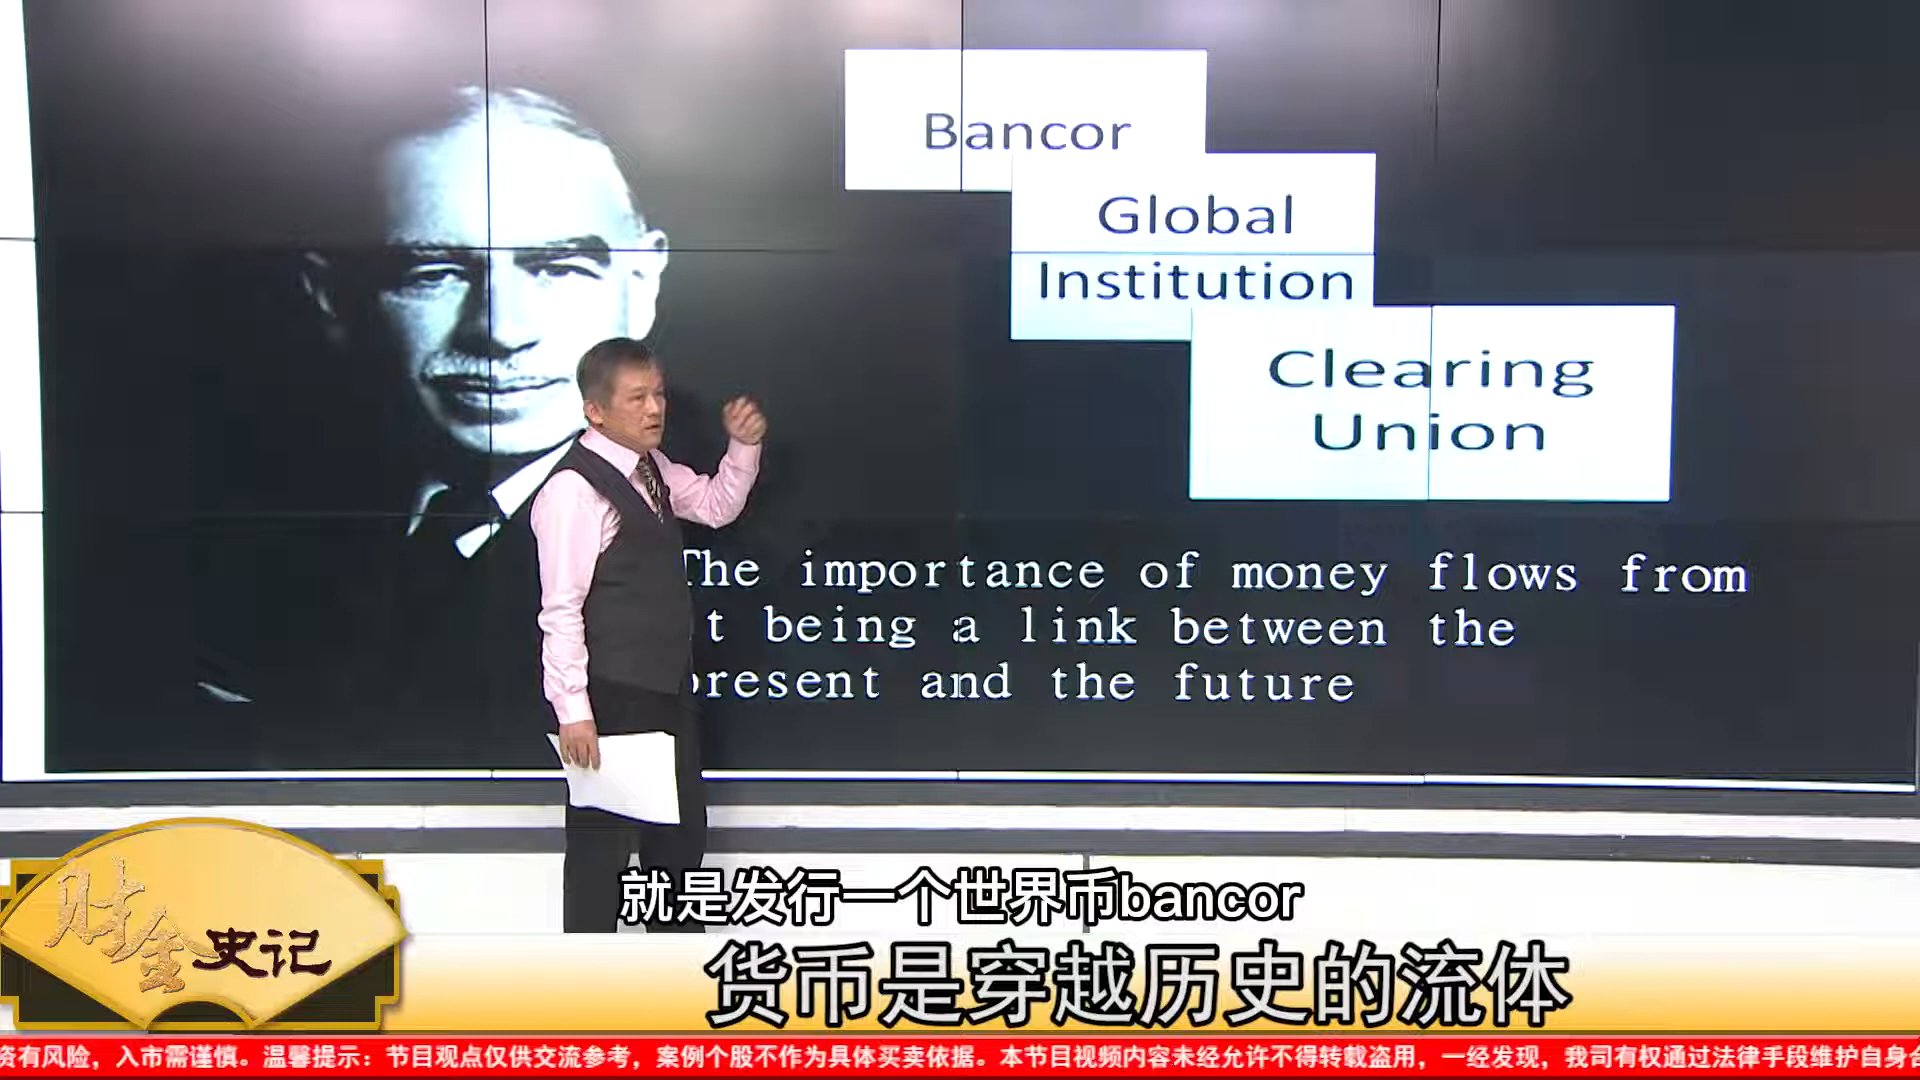 Bancor
Global
Institution
Clearing
Union
The importance of money flows from
t being a link between the
present and the future
就是发行一个世界币bancor
财金史记
货币是穿越历史的流体
资有风险，入市需谨慎。温馨提示：节目观点仅供交流参考，案例个股不作为具体买卖依据。本节目视频内容未经允许不得转载盗用，一经发现，我司有权通过法律手段维护自身合